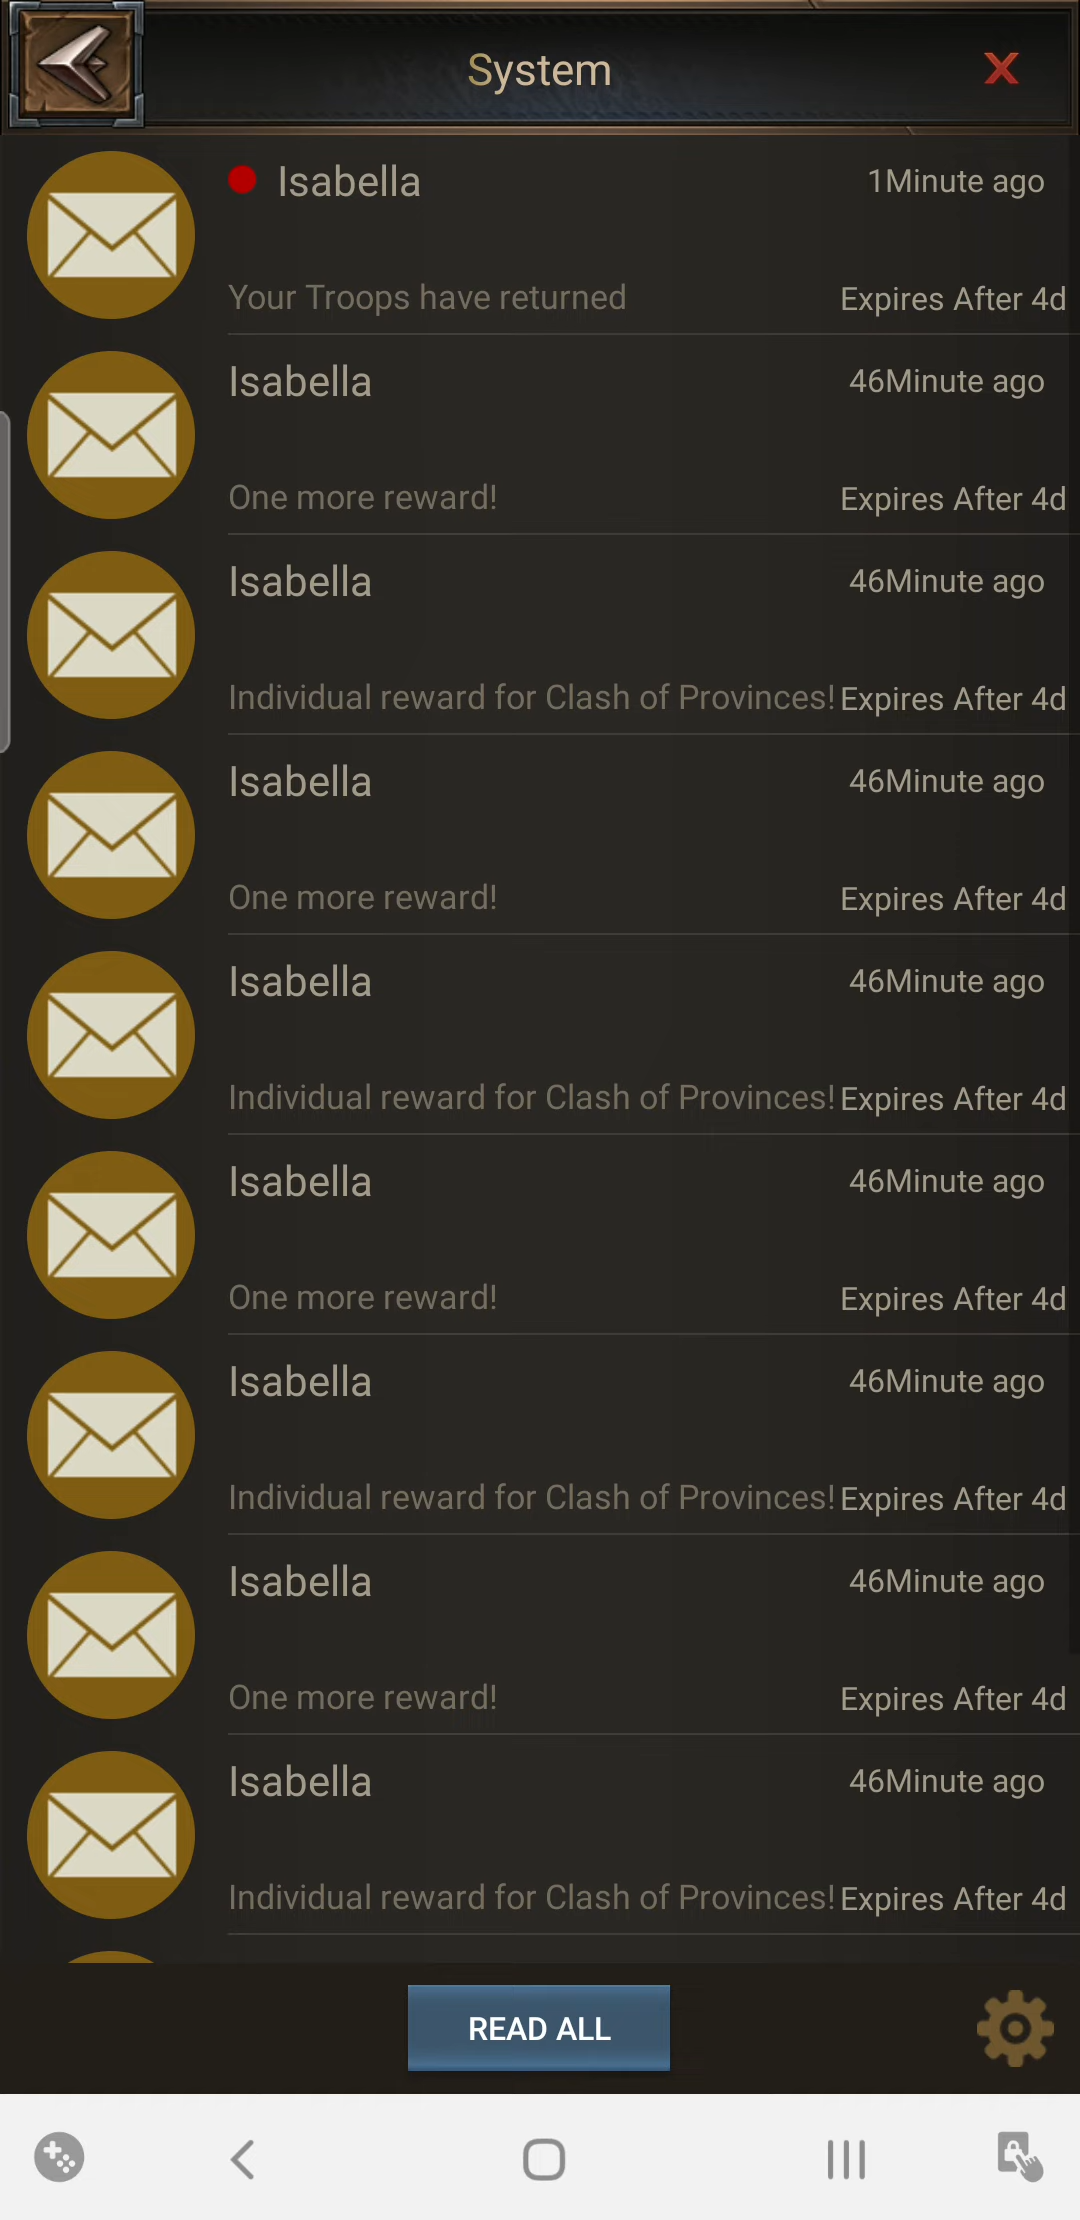 System
Isabella
1Minute ago
Your Troops have returned
Expires After 4d
Isabella
46Minute ago
One more reward!
Expires After 4d
Isabella
46Minute ago
Individual reward for Clash of Provinces!
Expires After 4d
Isabella
46Minute ago
One more reward!
Expires After 4d
Isabella
46Minute ago
Individual reward for Clash of Provinces!
Expires After 4d
Isabella
46Minute ago
One more reward!
Expires After 4d
Isabella
46Minute ago
Individual reward for Clash of Provinces!
Expires After 4d
Isabella
46Minute ago
One more reward!
Expires After 4d
Isabella
46Minute ago
Individual reward for Clash of Provinces!
Expires After 4d
READ ALL